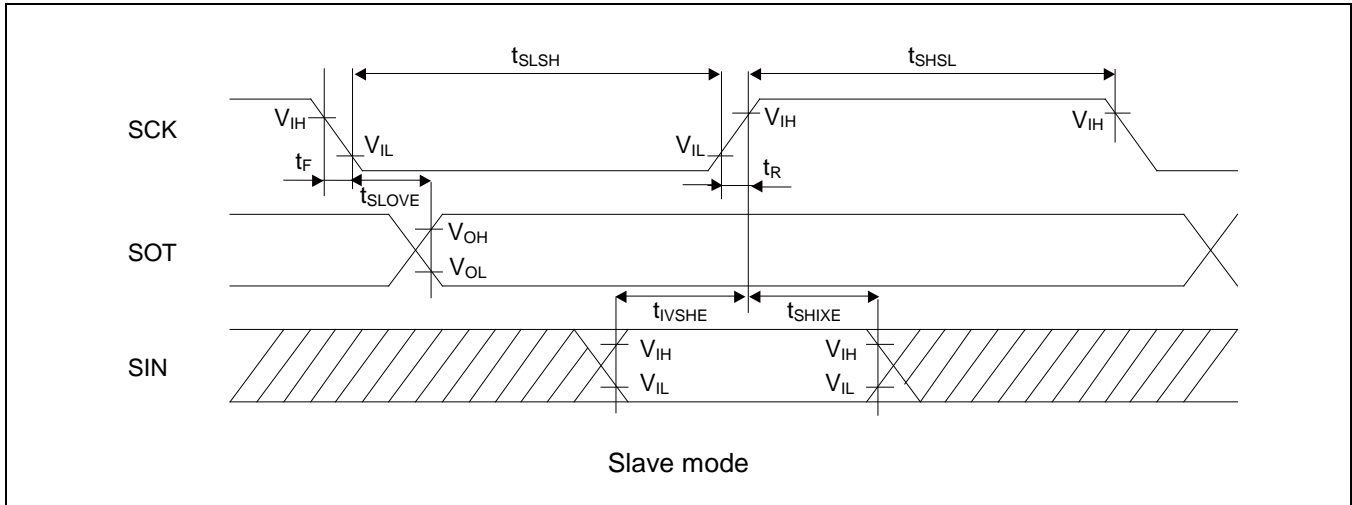 tSLSH
tSHSL
SCK
VIH
VIL
VIL
VIH
VIH
tF
tR
tSLOVE
SOT
VOH
VOL
tIVSHE
tSHIXE
SIN
VIH
VIH
VIL
VIL
Slave mode